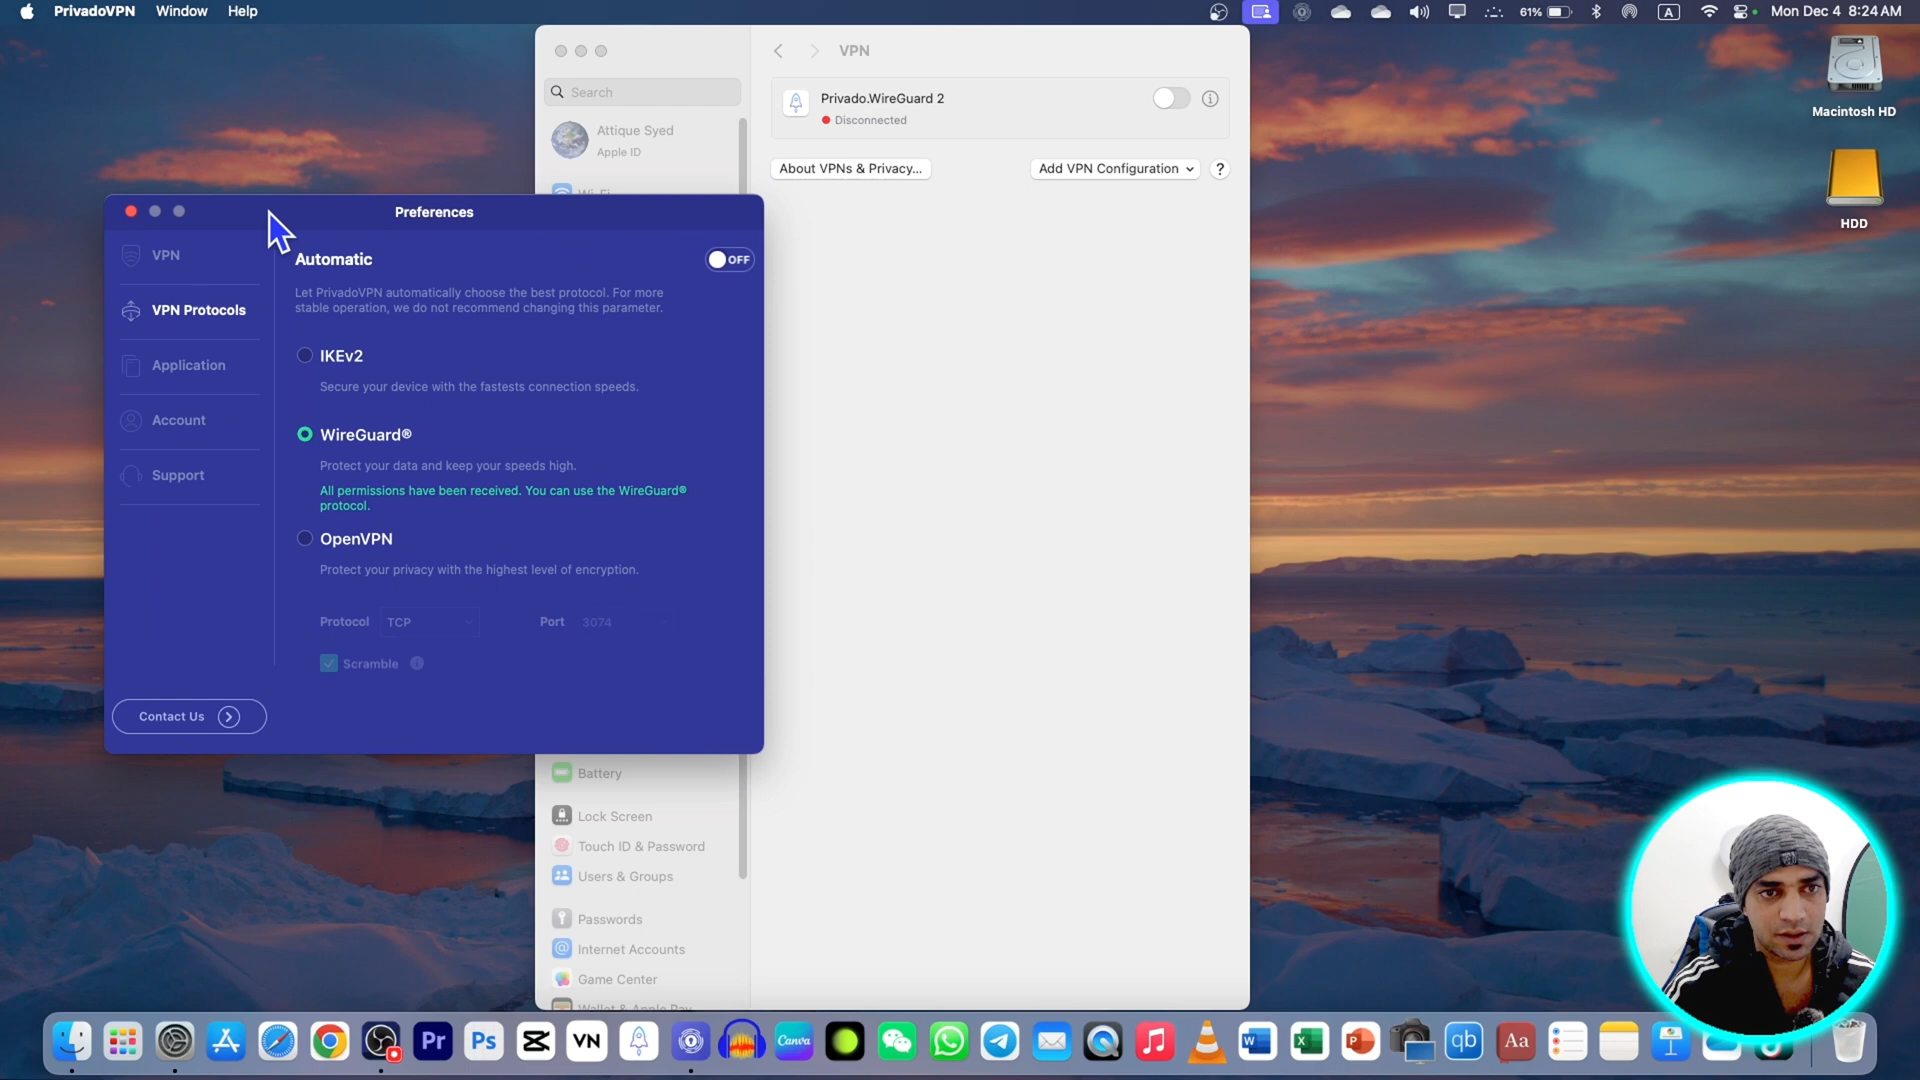 PrivadoVPN Window Help
61%
A
Mon Dec 4 8:24 AM
VPN
Search
Privado.WireGuard 2
Disconnected
Attique Syed
Apple ID
About VPNs & Privacy...
Add VPN Configuration
?
Wi-Fi
Macintosh HD
HDD
Preferences
VPN
VPN Protocols
Application
Account
Support
Contact Us
Automatic
OFF
Let PrivadoVPN automatically choose the best protocol. For more
stable operation, we do not recommend changing this parameter.
IKEv2
Secure your device with the fastests connection speeds.
WireGuard®
Protect your data and keep your speeds high.
All permissions have been received. You can use the WireGuard®
protocol.
OpenVPN
Protect your privacy with the highest level of encryption.
Protocol TCP Port 3074
Scramble
Battery
Lock Screen
Touch ID & Password
Users & Groups
Passwords
Internet Accounts
Game Center
Wallet & Apple Pay
Pr
Ps
VN
Canva
W
X
P
qb
Aa